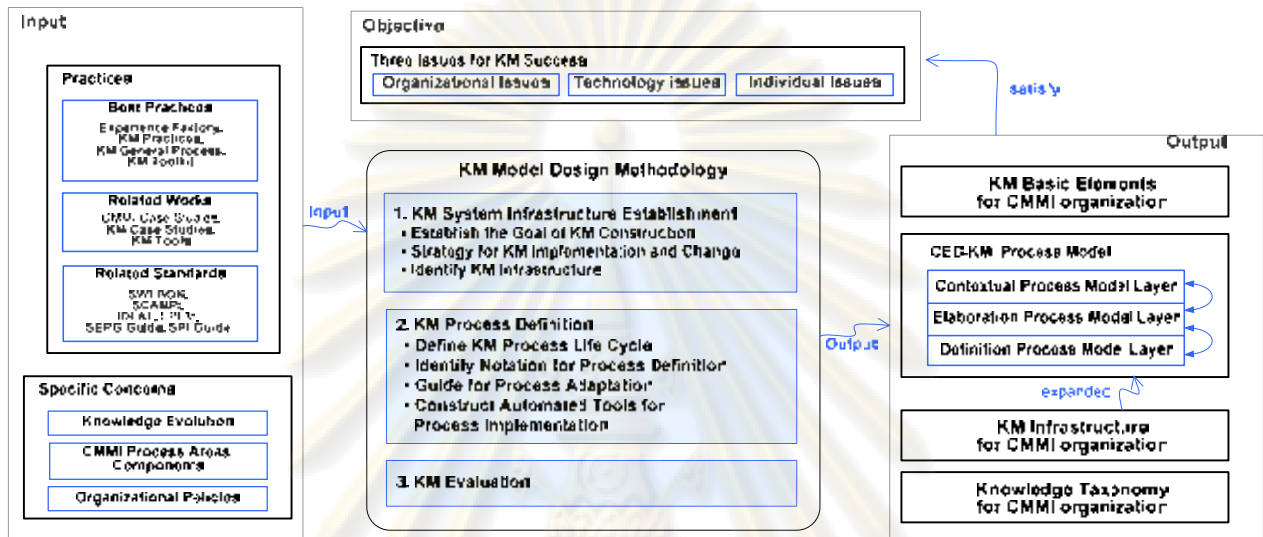 Input
Practices
Best Practices
Experience Factory,
KM Practices,
KM General Process,
KM Toolkit
Related Works
Case Studies,
KM Case Studies,
KM Tools
Related Standards
SEPG Guide, SPI Guide
Specific Concerns
Knowledge Evolution
CMMI Process Areas
Components
Organizational Policies
Input
Objective
Three Issues for KM Success
Organizational Issues
Technology issues
Individual Issues
KM Model Design Methodology
1. KM System Infrastructure Establishment
• Establish the Goal of KM Construction
• Strategy for KM Implementation and Change
• Identify KM Infrastructure
2. KM Process Definition
• Define KM Process Life Cycle
• Identify Notation for Process Definition
• Guide for Process Adaptation
• Construct Automated Tools for
Process Implementation
3. KM Evaluation
Output
satisfy
Output
KM Basic Elements
for CMMI organization
CED-KM Process Model
Contextual Process Model Layer
Elaboration Process Model Layer
Definition Process Model Layer
expanded
KM Infrastructure
for CMMI organization
Knowledge Taxonomy
for CMMI organization